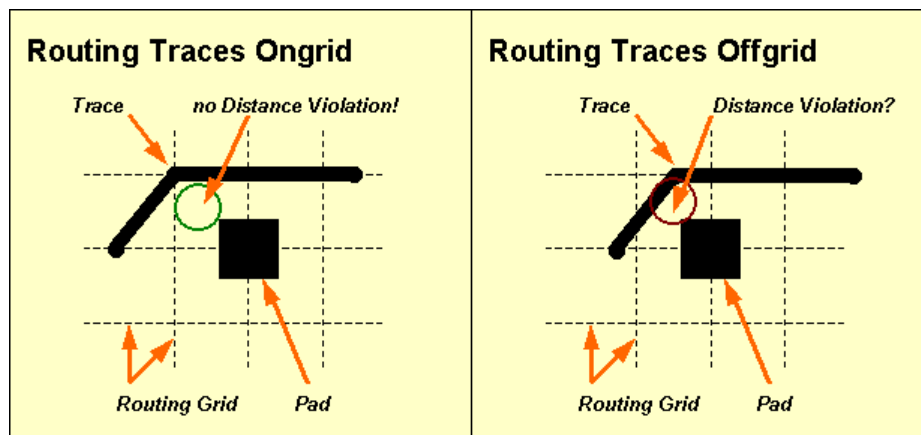 Routing Traces Ongrid
Trace
no Distance Violation!
Routing Grid
Pad
Routing Traces Offgrid
Trace
Distance Violation?
Routing Grid
Pad